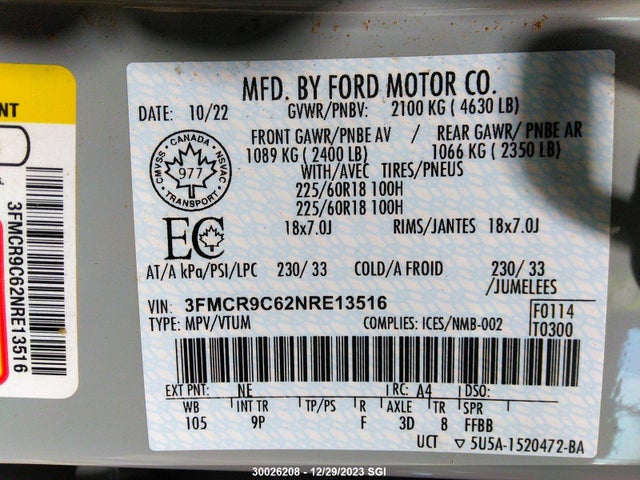 NT
3FMCR9C62NRE13516
MFD. BY FORD MOTOR CO.
DATE: 10/22 GVWR/PNBV: 2100 KG ( 4630 LB)
FRONT GAWR/PNBE AV / REAR GAWR/ PNBE AR
1089 KG ( 2400 LB) 1066 KG ( 2350 LB)
WITH/AVEC TIRES/PNEUS
225/60R18 100H
225/60R18 100H
18x7.0J RIMS/JANTES 18x7.0J
CMVSS · CANADA · NSVAC
977
TRANSPORT
EC
AT/A kPa/PSI/LPC 230/ 33 COLD/A FROID 230/ 33
/JUMELEES
VIN: 3FMCR9C62NRE13516 F0114
TYPE: MPV/VTUM COMPLIES: ICES/NMB-002 T0300
EXT PNT: NE RC: A4 DSO:
WB INT TR TP/PS R AXLE TR SPR
105 9P F 3D 8 FFBB
UCT ▽ 5U5A-1520472-BA
30026208 - 12/29/2023 SGI